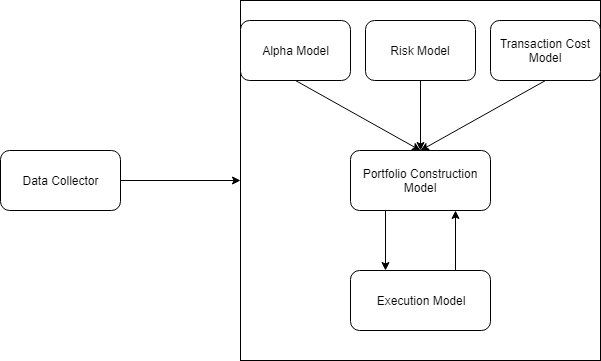 Alpha Model
Risk Model
Transaction Cost
Model
Data Collector
Portfolio Construction
Model
Execution Model